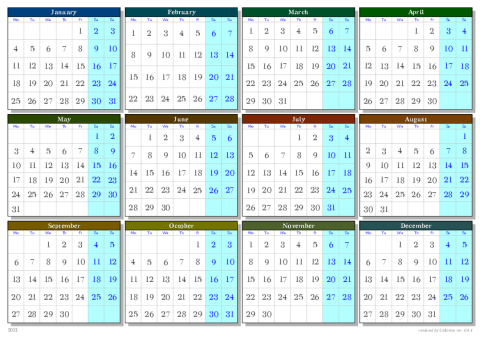 January
Mo Tu We Th Fr Sa Su
1 2 3
4 5 6 7 8 9 10
11 12 13 14 15 16 17
18 19 20 21 22 23 24
25 26 27 28 29 30 31
February
Mo Tu We Th Fr Sa Su
1 2 3 4 5 6 7
8 9 10 11 12 13 14
15 16 17 18 19 20 21
22 23 24 25 26 27 28
March
Mo Tu We Th Fr Sa Su
1 2 3 4 5 6 7
8 9 10 11 12 13 14
15 16 17 18 19 20 21
22 23 24 25 26 27 28
29 30 31
April
Mo Tu We Th Fr Sa Su
1 2 3 4
5 6 7 8 9 10 11
12 13 14 15 16 17 18
19 20 21 22 23 24 25
26 27 28 29 30
May
Mo Tu We Th Fr Sa Su
1 2
3 4 5 6 7 8 9
10 11 12 13 14 15 16
17 18 19 20 21 22 23
24 25 26 27 28 29 30
31
June
Mo Tu We Th Fr Sa Su
1 2 3 4 5 6
7 8 9 10 11 12 13
14 15 16 17 18 19 20
21 22 23 24 25 26 27
28 29 30
July
Mo Tu We Th Fr Sa Su
1 2 3 4
5 6 7 8 9 10 11
12 13 14 15 16 17 18
19 20 21 22 23 24 25
26 27 28 29 30 31
August
Mo Tu We Th Fr Sa Su
1
2 3 4 5 6 7 8
9 10 11 12 13 14 15
16 17 18 19 20 21 22
23 24 25 26 27 28 29
30 31
September
Mo Tu We Th Fr Sa Su
1 2 3 4 5
6 7 8 9 10 11 12
13 14 15 16 17 18 19
20 21 22 23 24 25 26
27 28 29 30
October
Mo Tu We Th Fr Sa Su
1 2 3
4 5 6 7 8 9 10
11 12 13 14 15 16 17
18 19 20 21 22 23 24
25 26 27 28 29 30 31
November
Mo Tu We Th Fr Sa Su
1 2 3 4 5 6 7
8 9 10 11 12 13 14
15 16 17 18 19 20 21
22 23 24 25 26 27 28
29 30
December
Mo Tu We Th Fr Sa Su
1 2 3 4 5
6 7 8 9 10 11 12
13 14 15 16 17 18 19
20 21 22 23 24 25 26
27 28 29 30 31
2021
created by